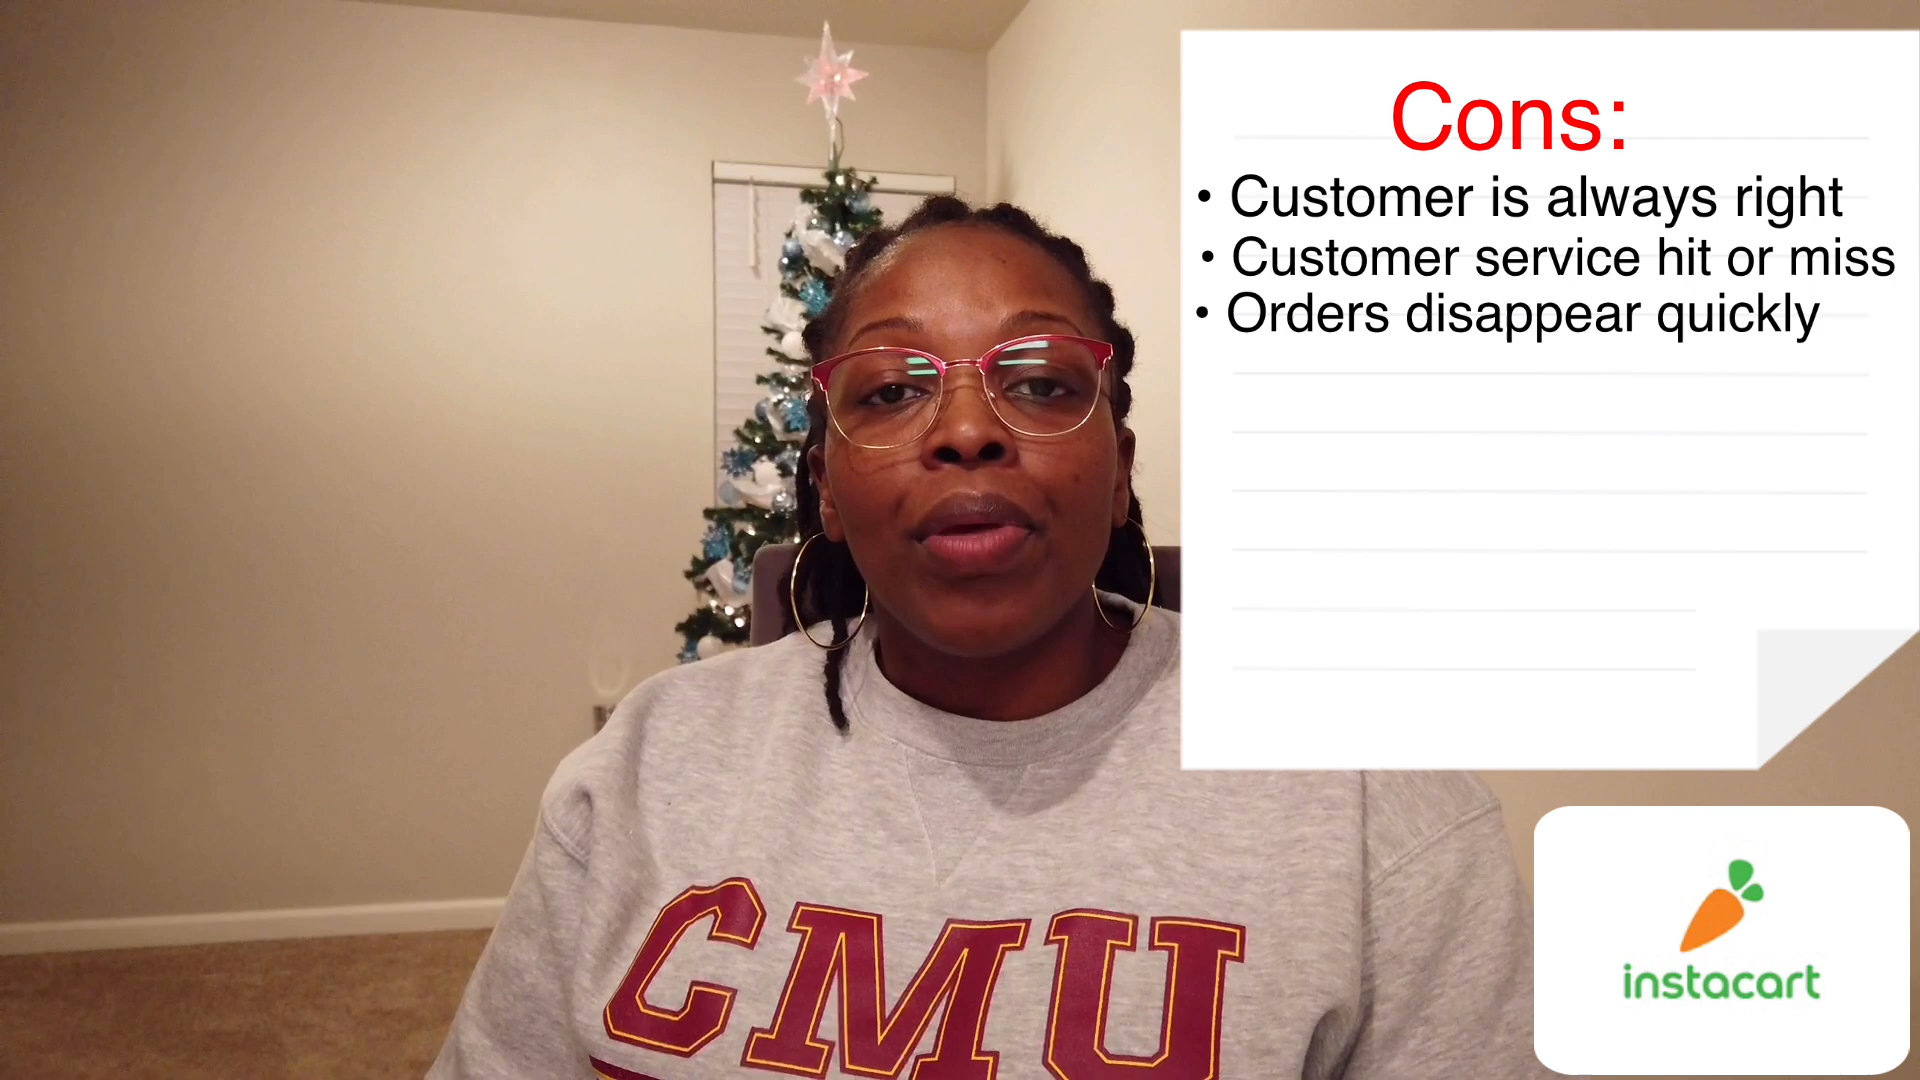 Cons:
• Customer is always right
• Customer service hit or miss
• Orders disappear quickly
CMU
instacart